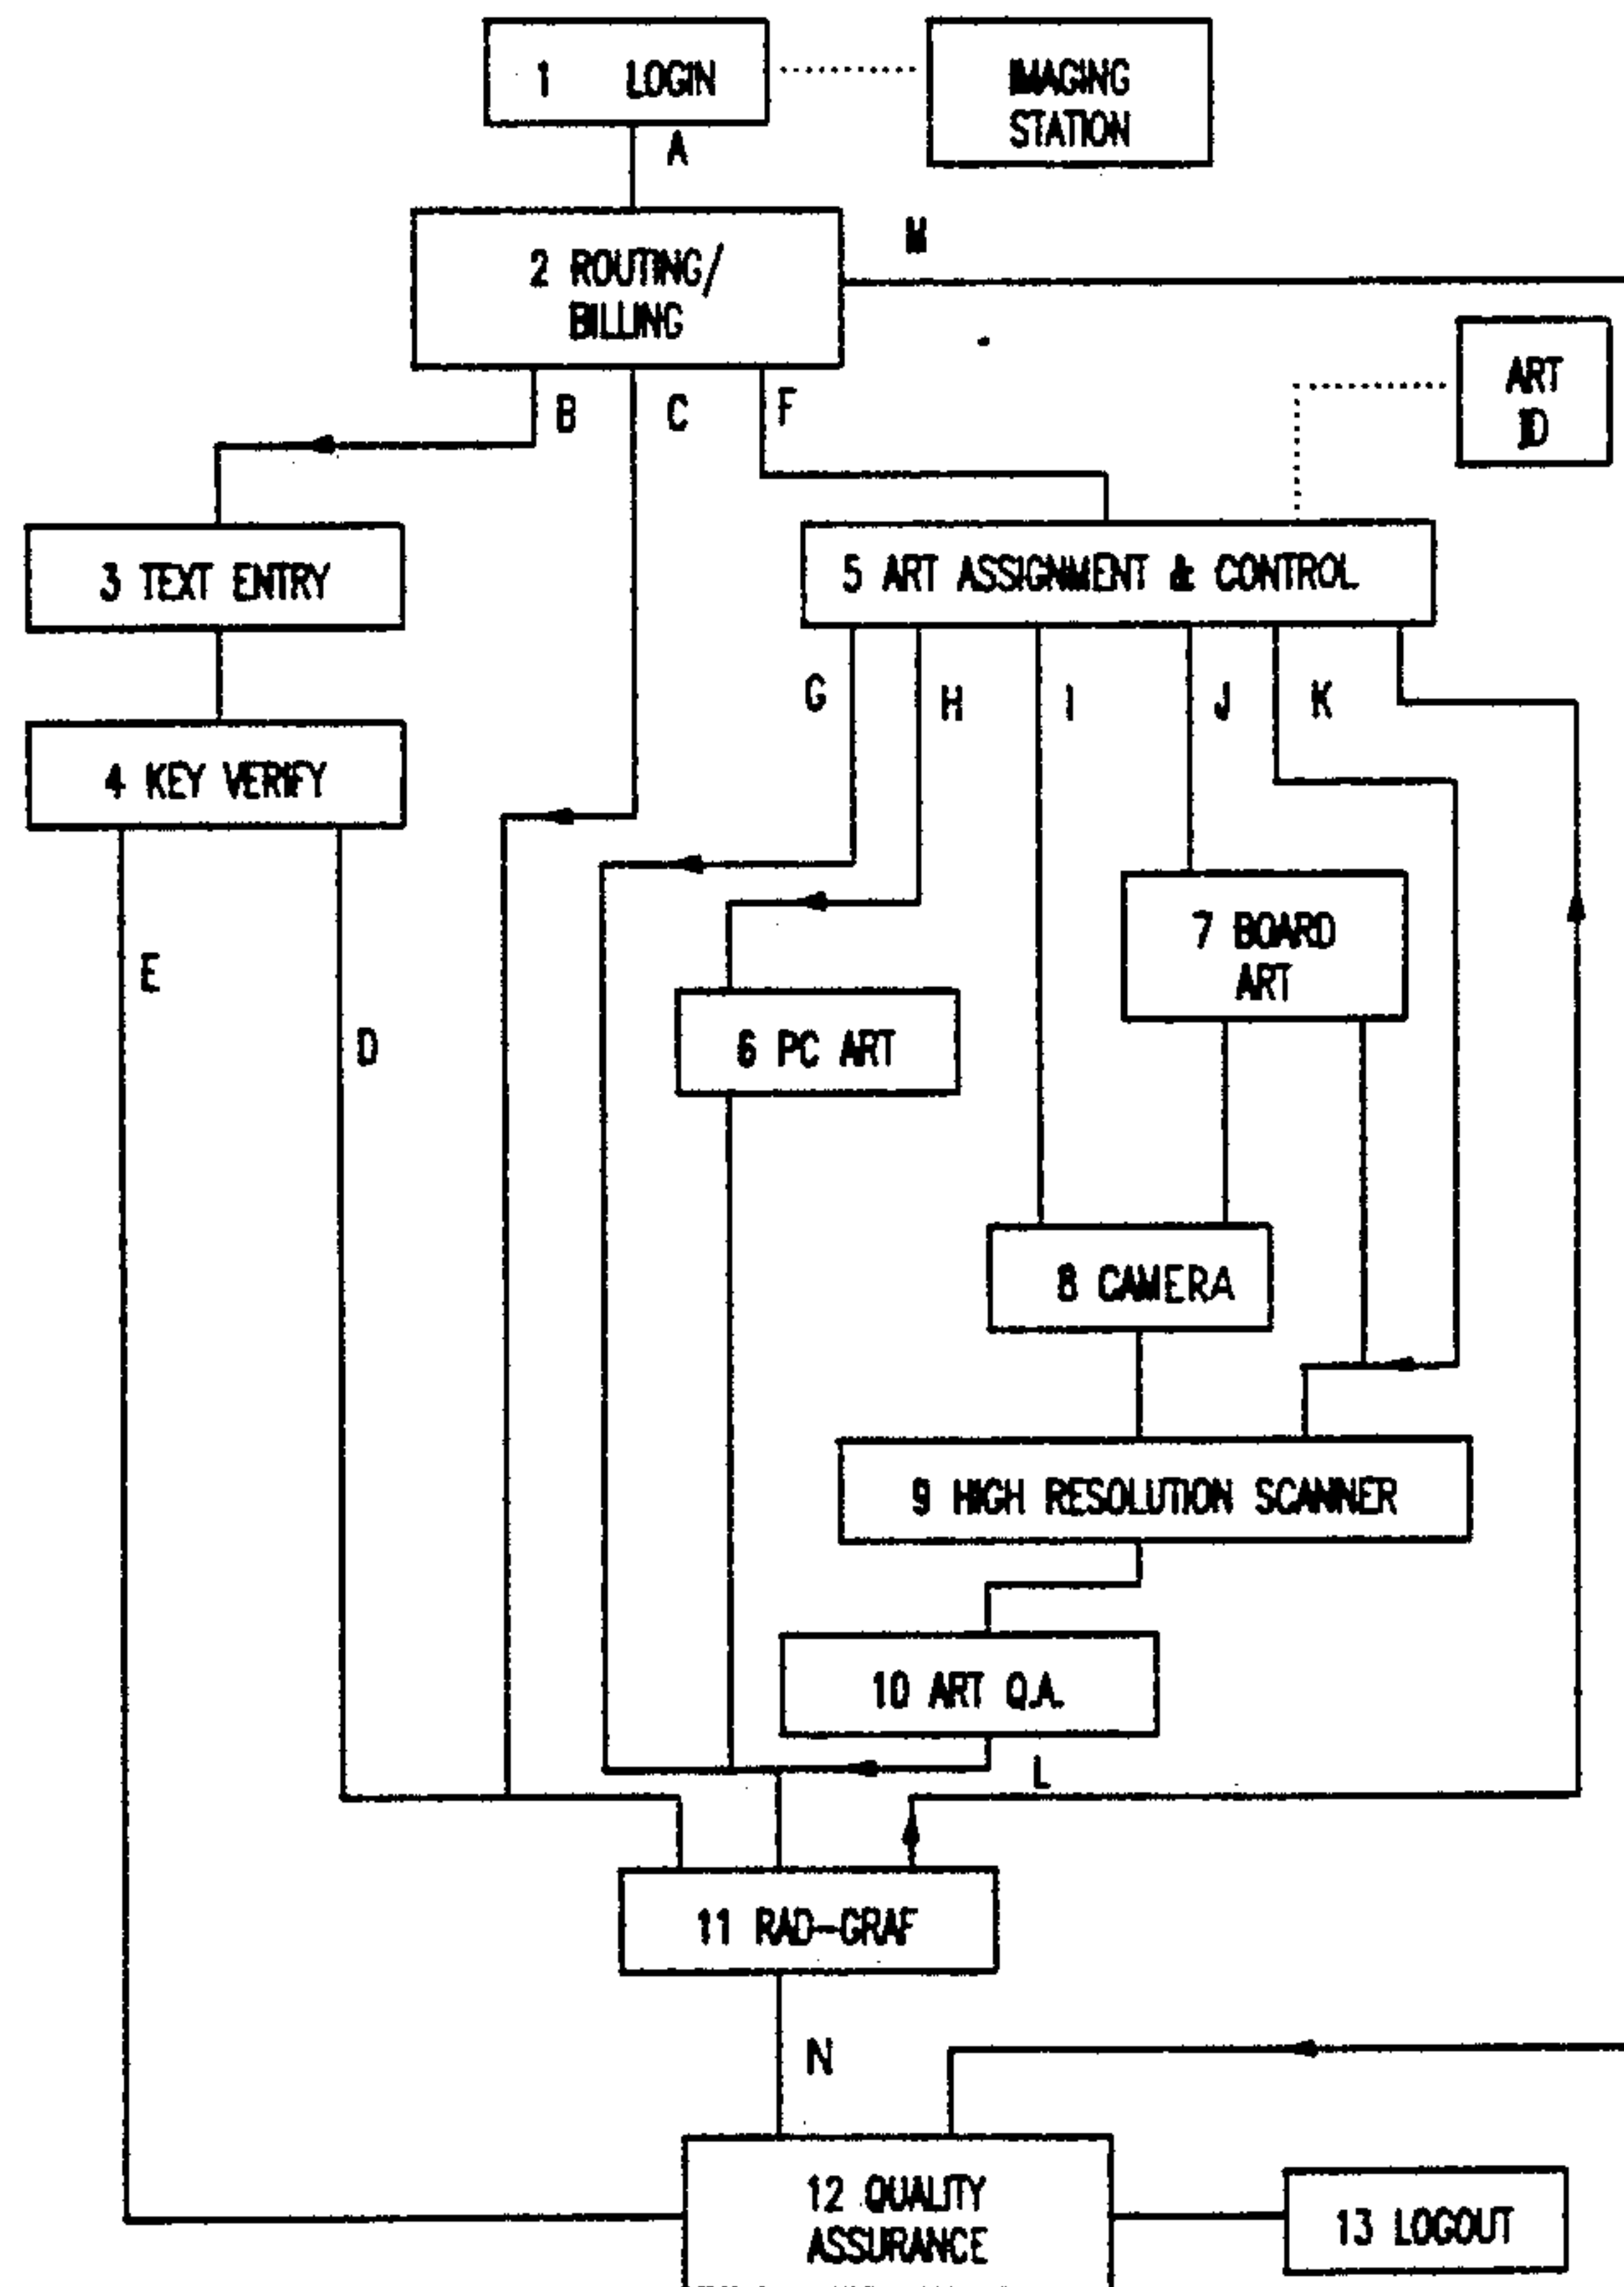 1 LOGIN
IMAGING
STATION
A
M
2 ROUTING/
BILLING
ART
ID
B
C
F
3 TEXT ENTRY
5 ART ASSIGNMENT & CONTROL
G
H
I
J
K
4 KEY VERIFY
7 BOARD
ART
E
D
6 PC ART
8 CAMERA
9 HIGH RESOLUTION SCANNER
10 ART Q.A.
L
11 RAD-GRAF
N
12 QUALITY
ASSURANCE
13 LOGOUT